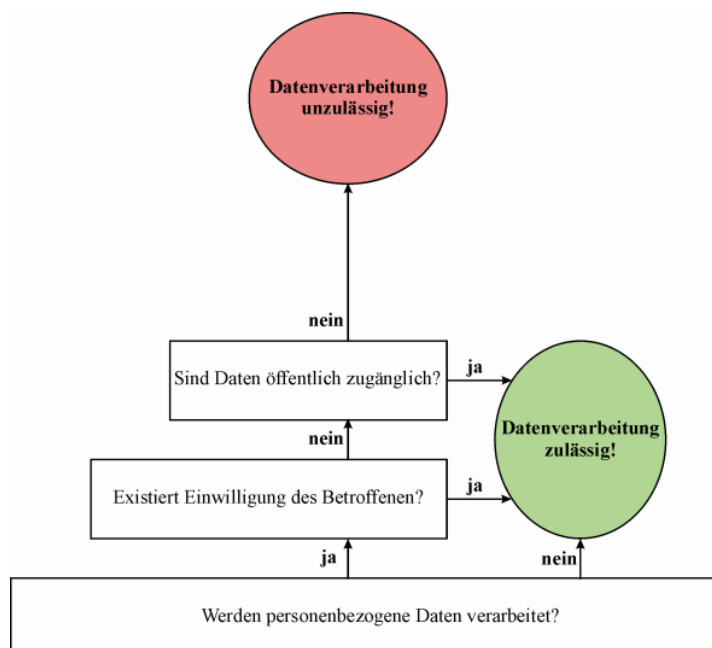 Datenverarbeitung
unzulässig!
nein
Sind Daten öffentlich zugänglich?
ja
nein
Datenverarbeitung
zulässig!
Existiert Einwilligung des Betroffenen?
ja
ja
nein
Werden personenbezogene Daten verarbeitet?